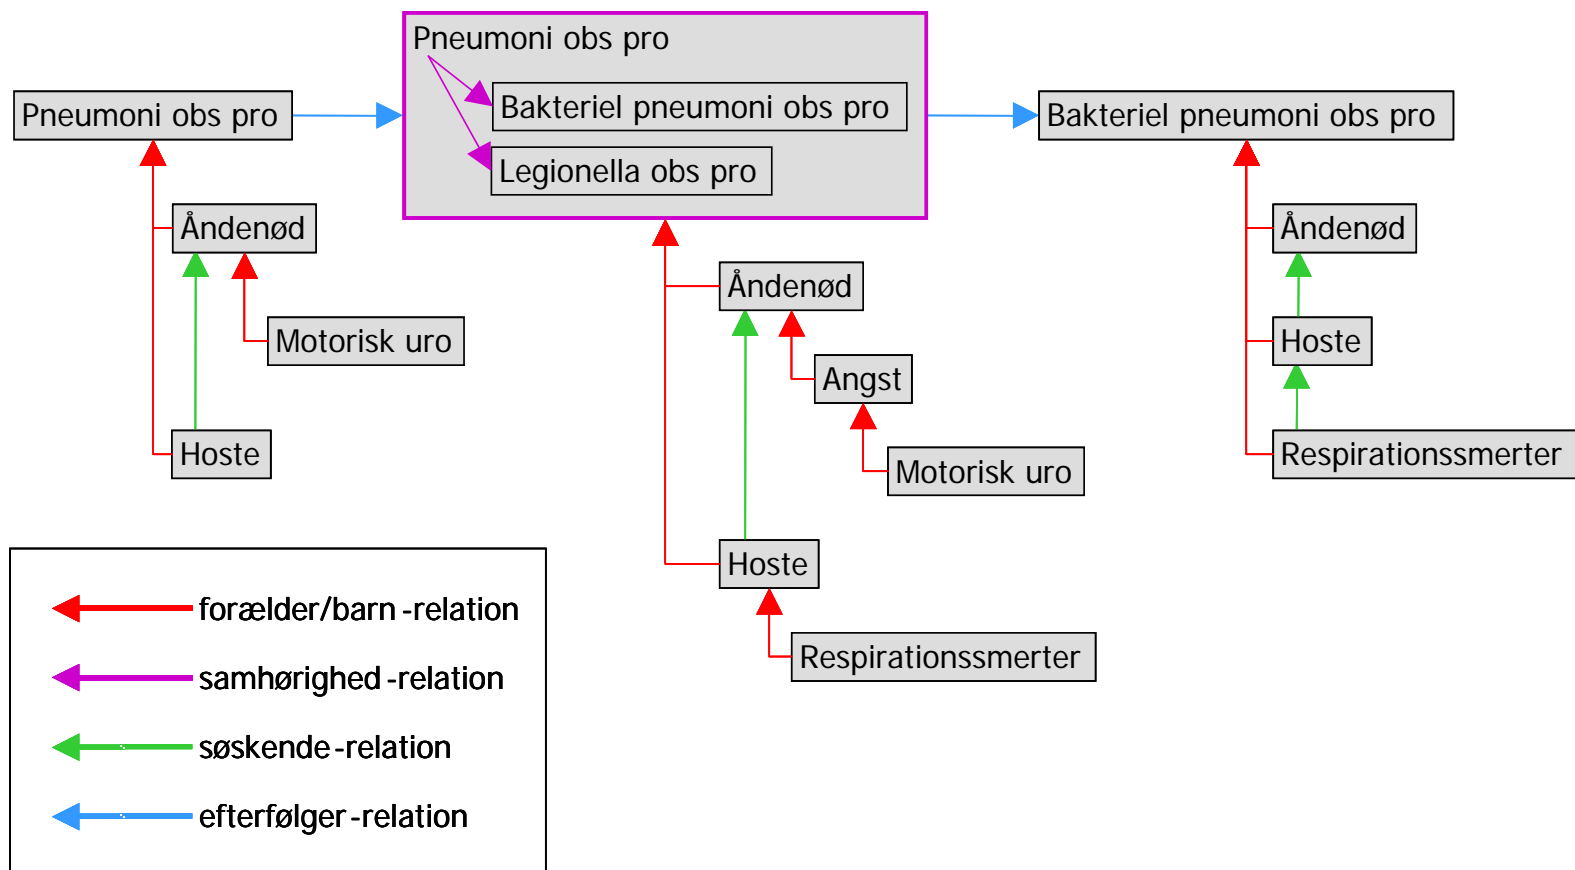 Pneumoni obs pro
Åndenød
Motorisk uro
Hoste
Pneumoni obs pro
Bakteriel pneumoni obs pro
Legionella obs pro
Åndenød
Angst
Motorisk uro
Hoste
Respirationssmerter
Bakteriel pneumoni obs pro
Åndenød
Hoste
Respirationssmerter
forælder/barn-relation
samhørighed-relation
søskende-relation
efterfølger-relation